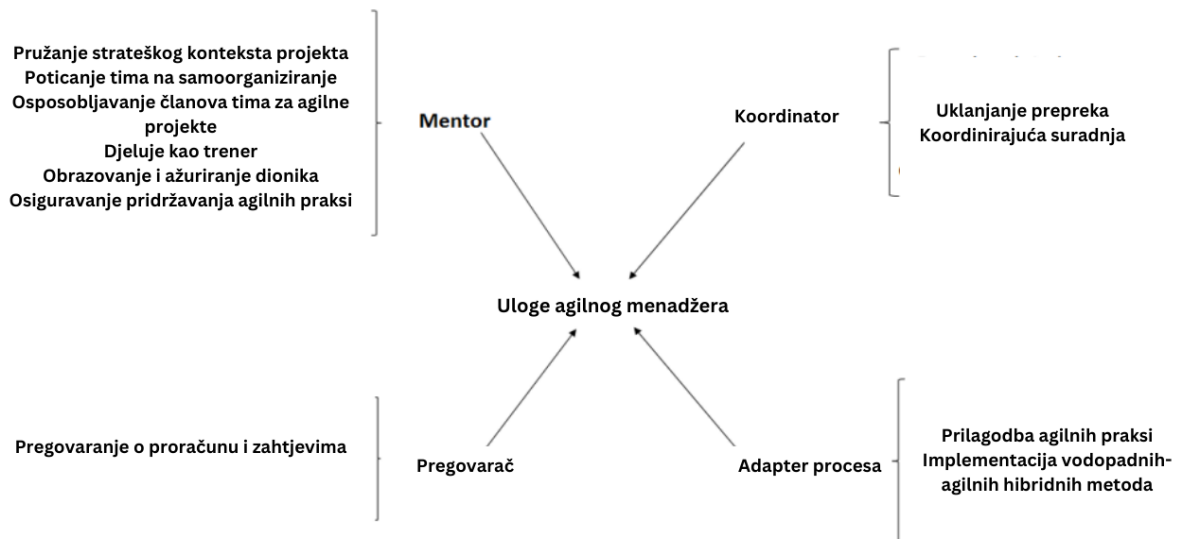 Pružanje strateškog konteksta projekta
Poticanje tima na samoorganiziranje
Osposobljavanje članova tima za agilne
projekte
Djeluje kao trener
Obrazovanje i ažuriranje dionika
Osiguravanje pridržavanja agilnih praksi
Mentor
Koordinator
Uklanjanje prepreka
Koordinirajuća suradnja
Uloge agilnog menadžera
Pregovaranje o proračunu i zahtjevima
Pregovarač
Adapter procesa
Prilagodba agilnih praksi
Implementacija vodopadnih-
agilnih hibridnih metoda